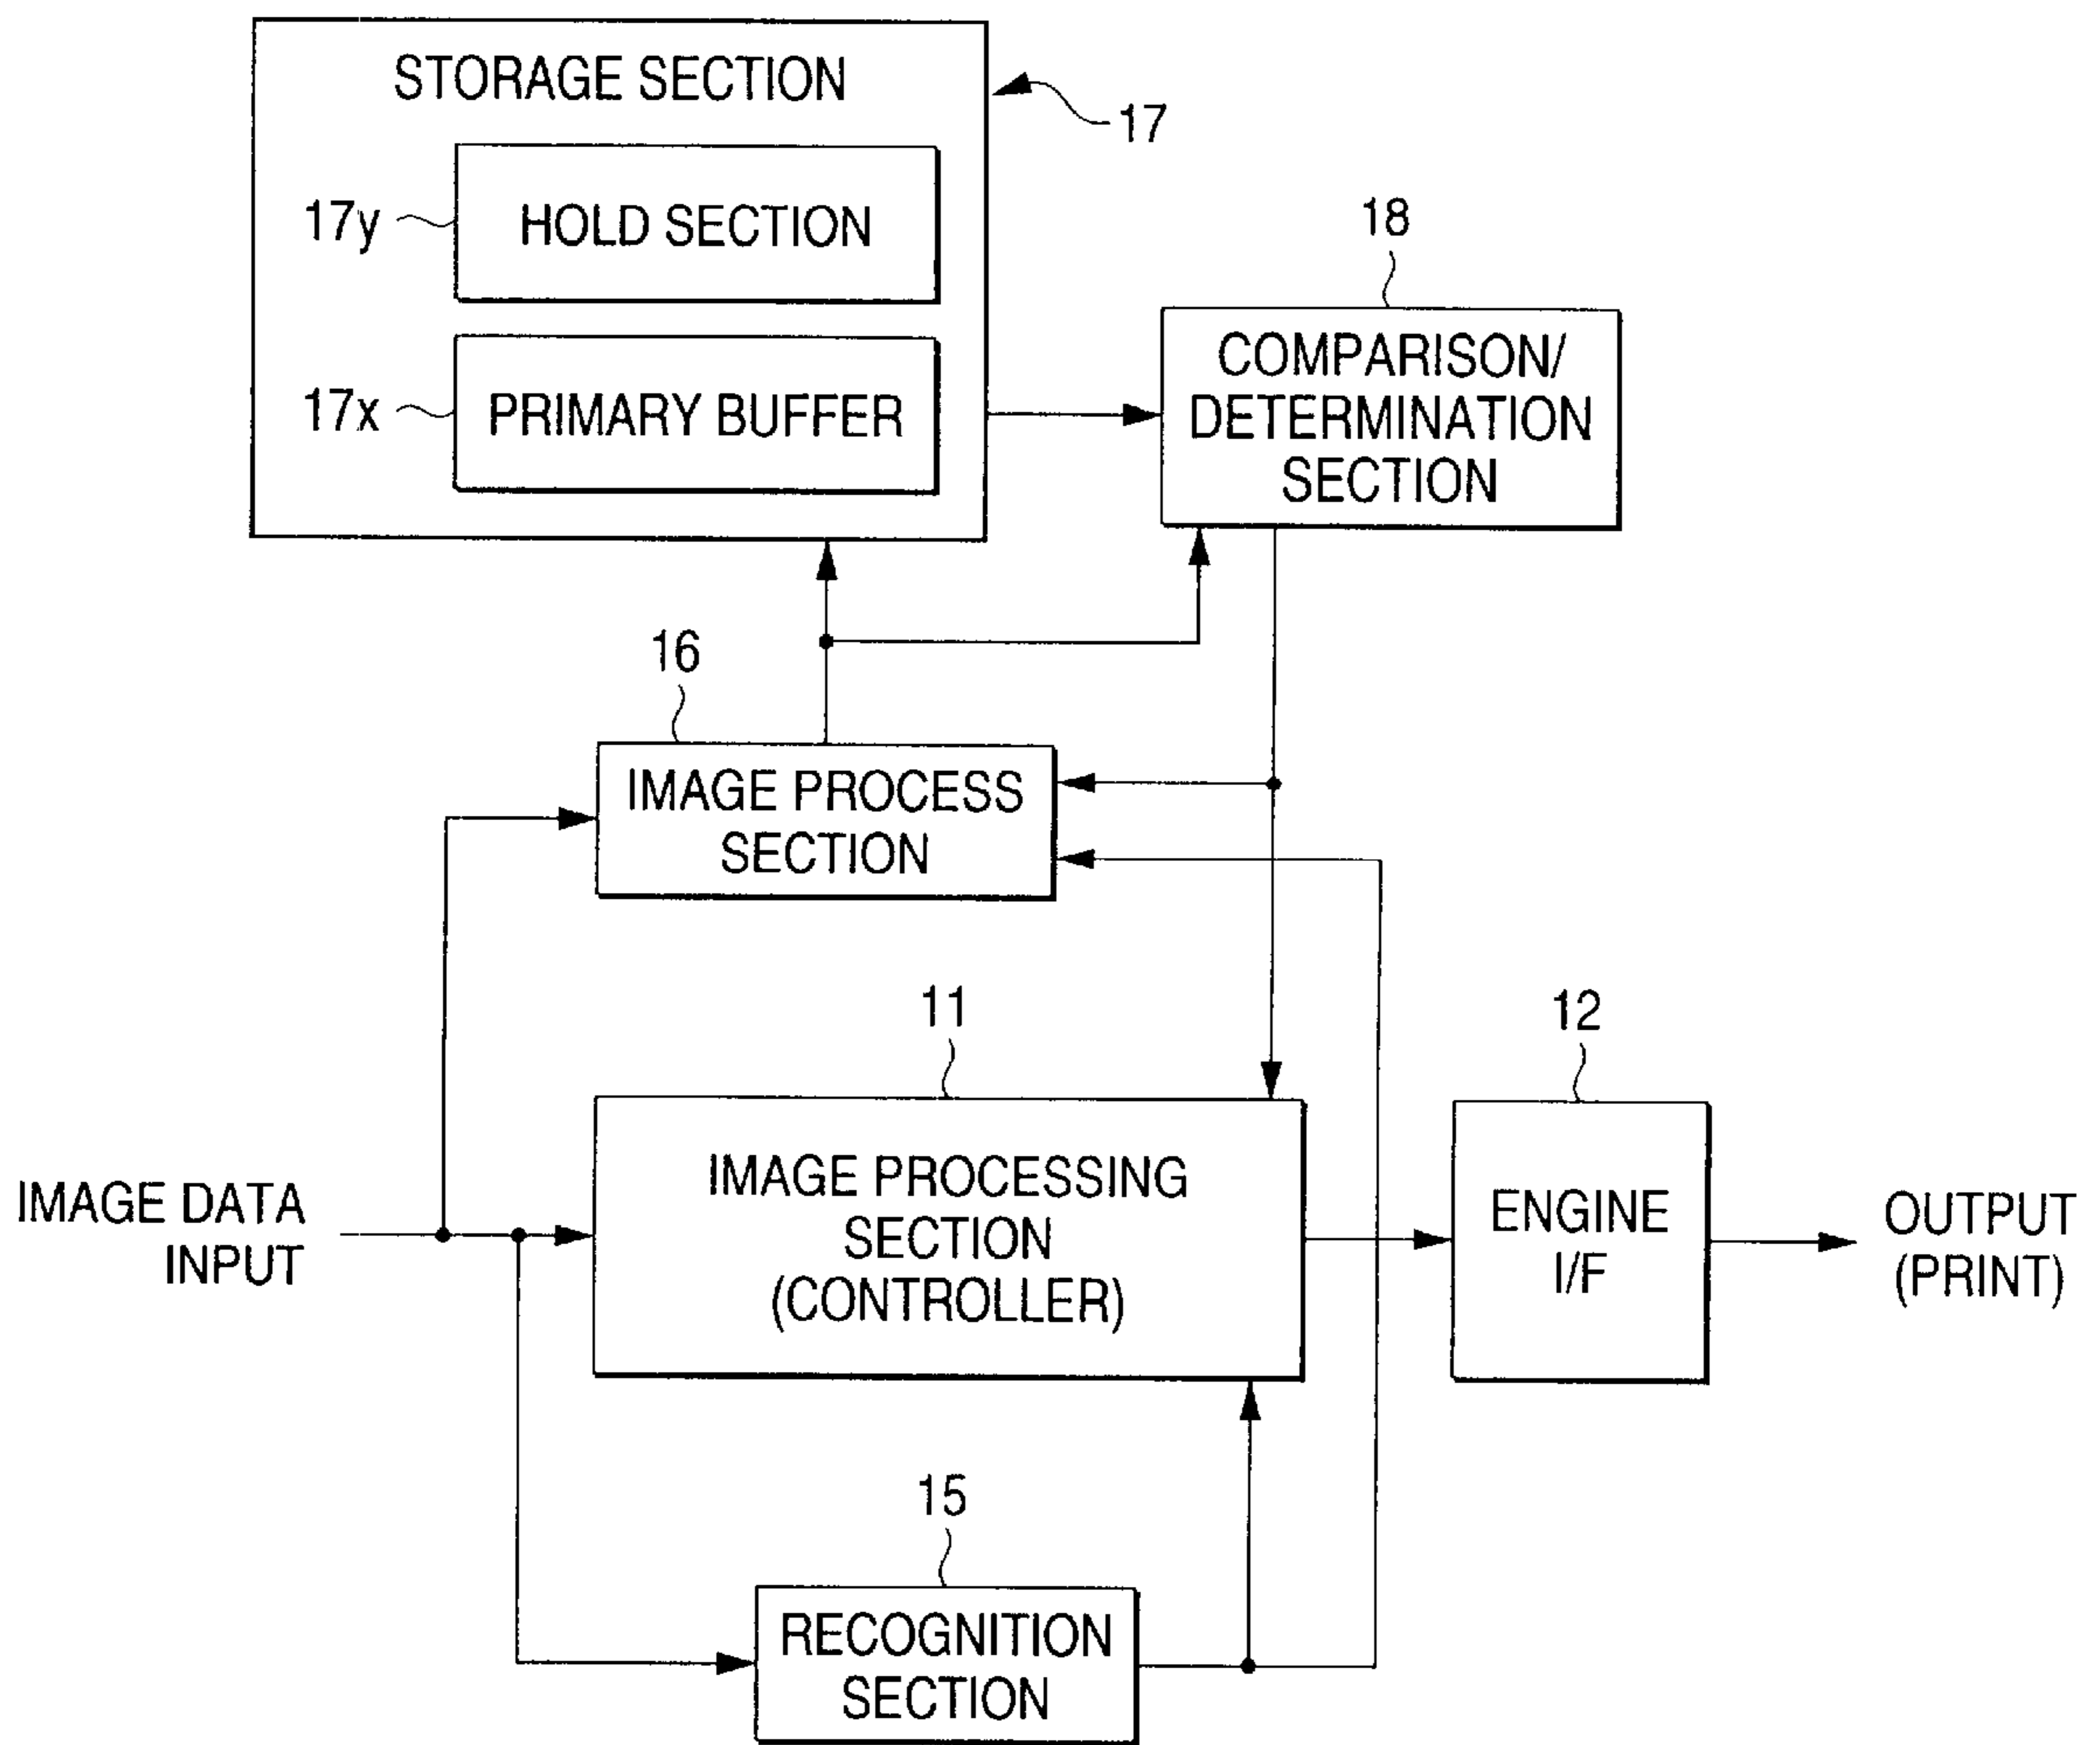 STORAGE SECTION
17
17y
HOLD SECTION
18
17x
PRIMARY BUFFER
COMPARISON/
DETERMINATION
SECTION
16
IMAGE PROCESS
SECTION
11
12
IMAGE DATA
INPUT
IMAGE PROCESSING
SECTION
(CONTROLLER)
ENGINE
I/F
OUTPUT
(PRINT)
15
RECOGNITION
SECTION